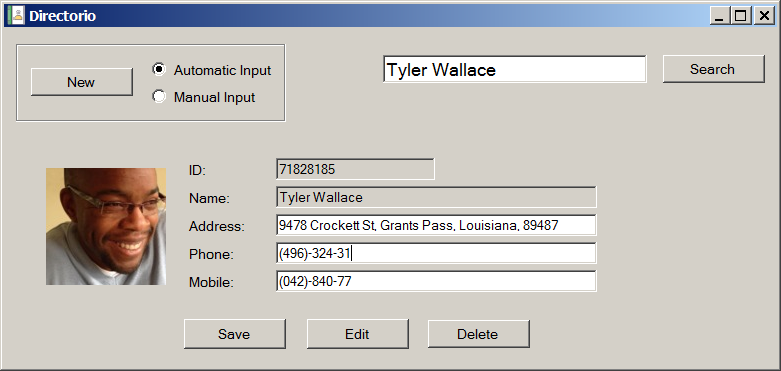 Directorio
New
Automatic Input
Manual Input
Tyler Wallace
Search
ID: 71828185
Name: Tyler Wallace
Address: 9478 Crockett St, Grants Pass, Louisiana, 89487
Phone: (496)-324-31
Mobile: (042)-840-77
Save Edit Delete